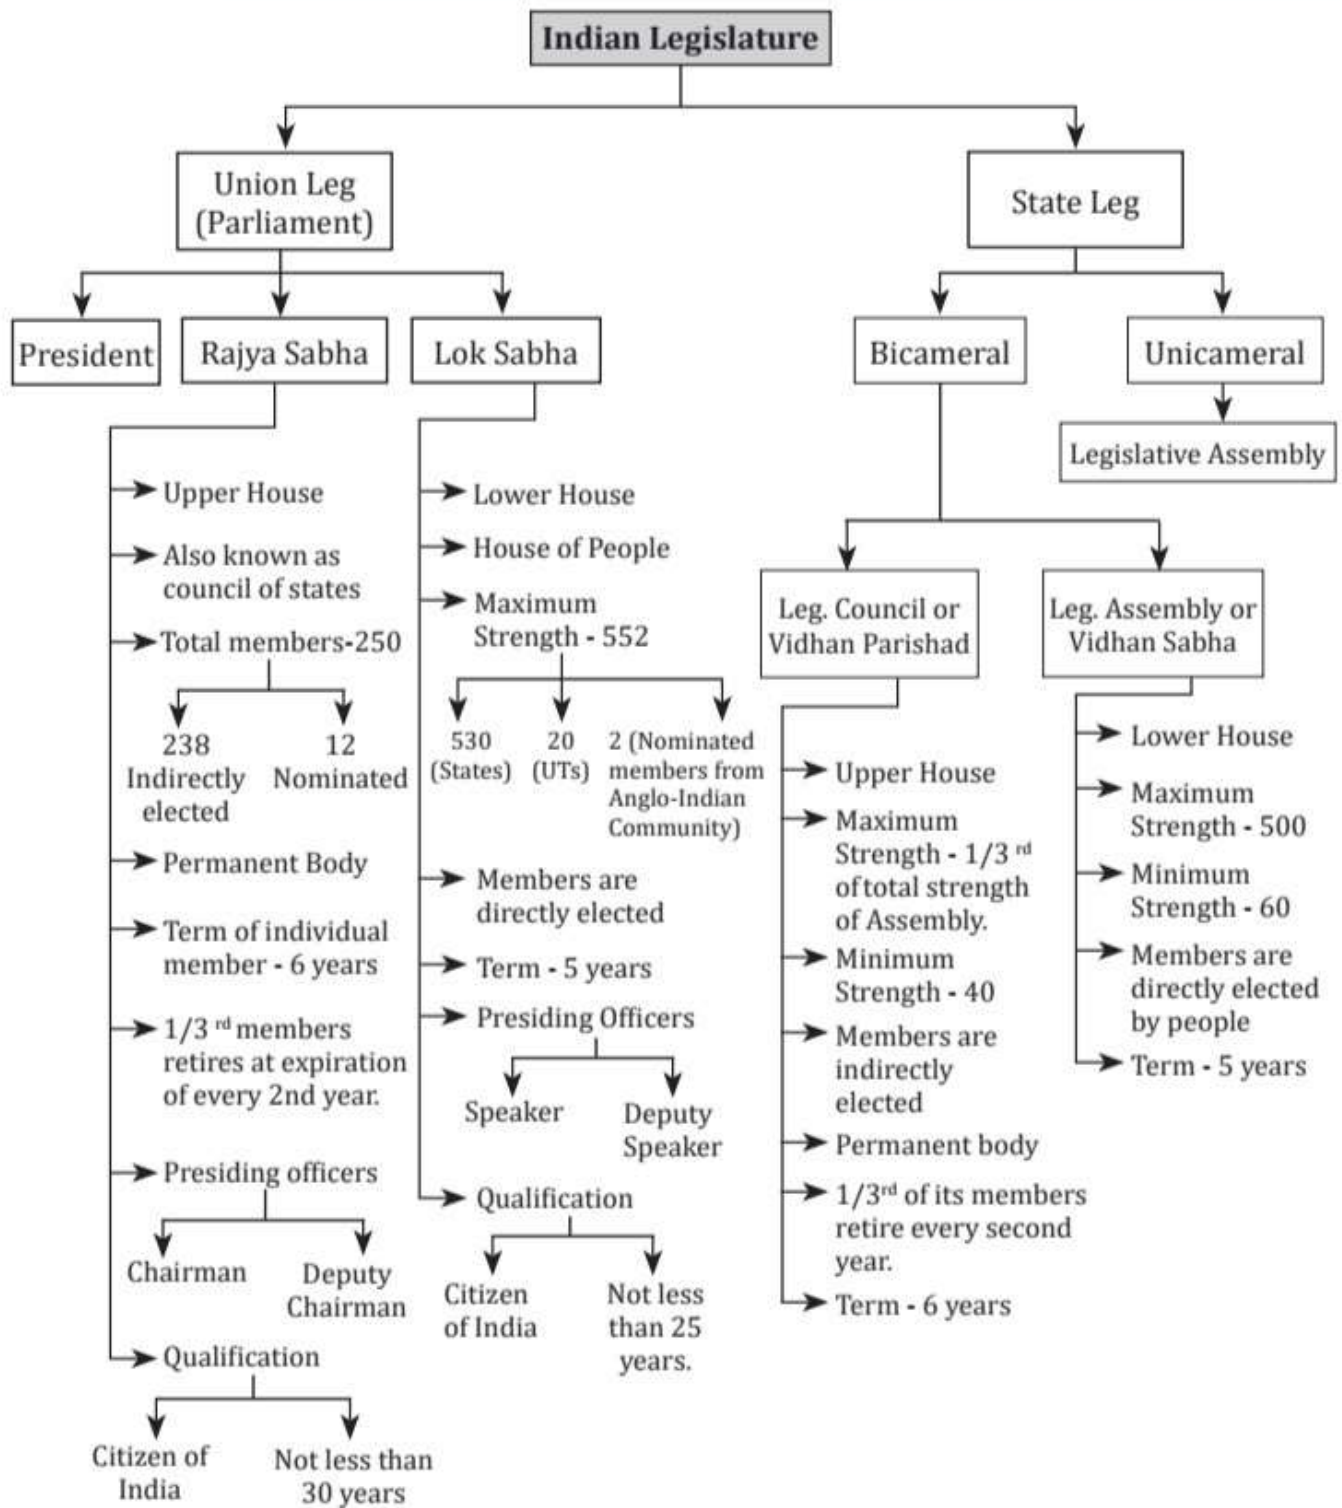 Indian Legislature
Union Leg
(Parliament)
State Leg
President
Rajya Sabha
Lok Sabha
Bicameral
Unicameral
Legislative Assembly
Upper House
Also known as
council of states
Total members-250
238
Indirectly
elected
12
Nominated
Permanent Body
Term of individual
member - 6 years
1/3 rd members
retires at expiration
of every 2nd year.
Presiding officers
Chairman
Deputy
Chairman
Qualification
Citizen of
India
Not less than
30 years
Lower House
House of People
Maximum
Strength - 552
530
(States)
20
(UTs)
2 (Nominated
members from
Anglo-Indian
Community)
Members are
directly elected
Term - 5 years
Presiding Officers
Speaker
Deputy
Speaker
Qualification
Citizen
of India
Not less
than 25
years.
Leg. Council or
Vidhan Parishad
Upper House
Maximum
Strength - 1/3 rd
of total strength
of Assembly.
Minimum
Strength - 40
Members are
indirectly
elected
Permanent body
1/3rd of its members
retire every second
year.
Term - 6 years
Leg. Assembly or
Vidhan Sabha
Lower House
Maximum
Strength - 500
Minimum
Strength - 60
Members are
directly elected
by people
Term - 5 years